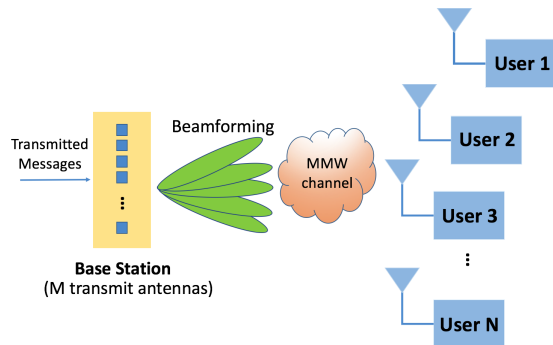 Transmitted
Messages
Base Station
(M transmit antennas)
Beamforming
MMW
channel
User 1
User 2
User 3
User N